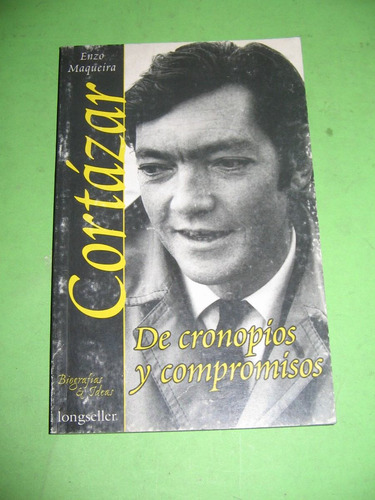 Enzo
Maqueira
Cortázar
De cronopios
y compromisos
Biografías
& Ideas
longseller